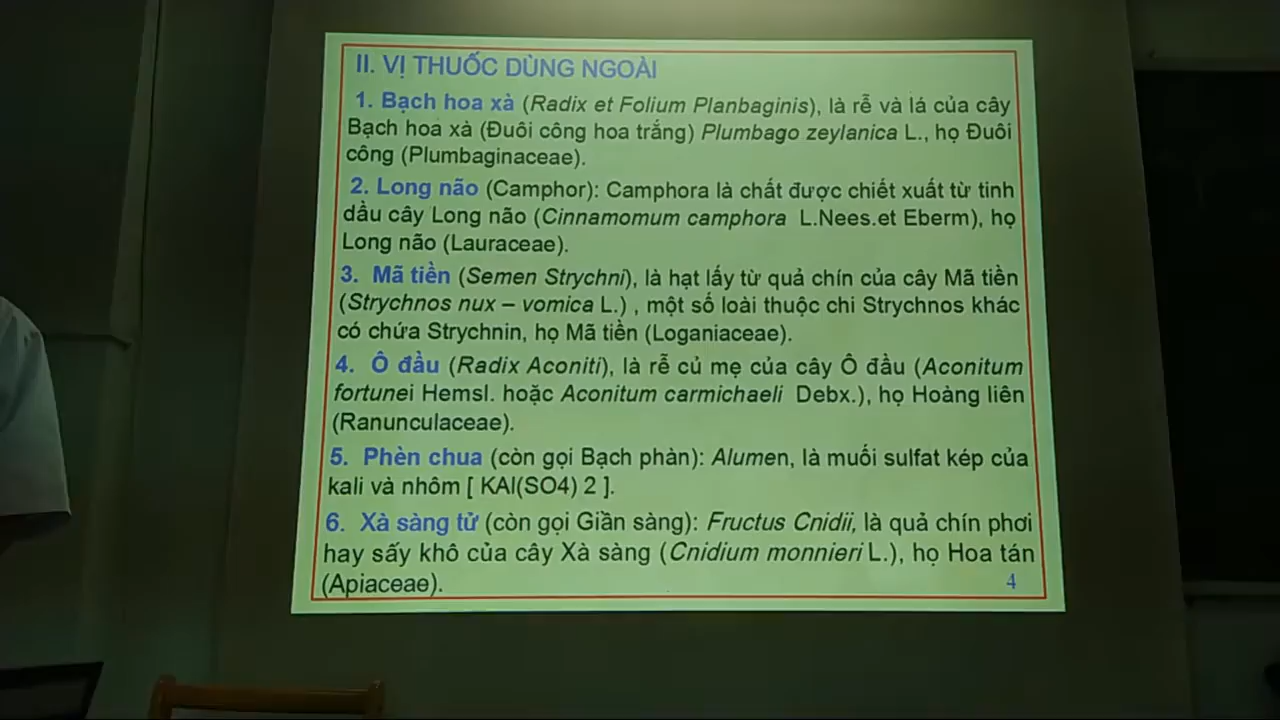 II. VỊ THUỐC DÙNG NGOÀI
1. Bạch hoa xà (Radix et Folium Planbaginis), là rễ và lá của cây
Bạch hoa xà (Đuôi công hoa trắng) Plumbago zeylanica L., họ Đuôi
công (Plumbaginaceae).
2. Long não (Camphor): Camphora là chất được chiết xuất từ tinh
dầu cây Long não (Cinnamomum camphora L.Nees.et Eberm), họ
Long não (Lauraceae).
3. Mã tiền (Semen Strychni), là hạt lấy từ quả chín của cây Mã tiền
(Strychnos nux – vomica L.) , một số loài thuộc chi Strychnos khác
có chứa Strychnin, họ Mã tiền (Loganiaceae).
4. Ô đầu (Radix Aconiti), là rễ củ mẹ của cây Ô đầu (Aconitum
fortunei Hemsl. hoặc Aconitum carmichaeli Debx.), họ Hoàng liên
(Ranunculaceae).
5. Phèn chua (còn gọi Bạch phàn): Alumen, là muối sulfat kép của
kali và nhôm [ KAl(SO4) 2 ].
6. Xà sàng tử (còn gọi Giần sàng): Fructus Cnidii, là quả chín phơi
hay sấy khô của cây Xà sàng (Cnidium monnieri L.), họ Hoa tán
(Apiaceae).
4